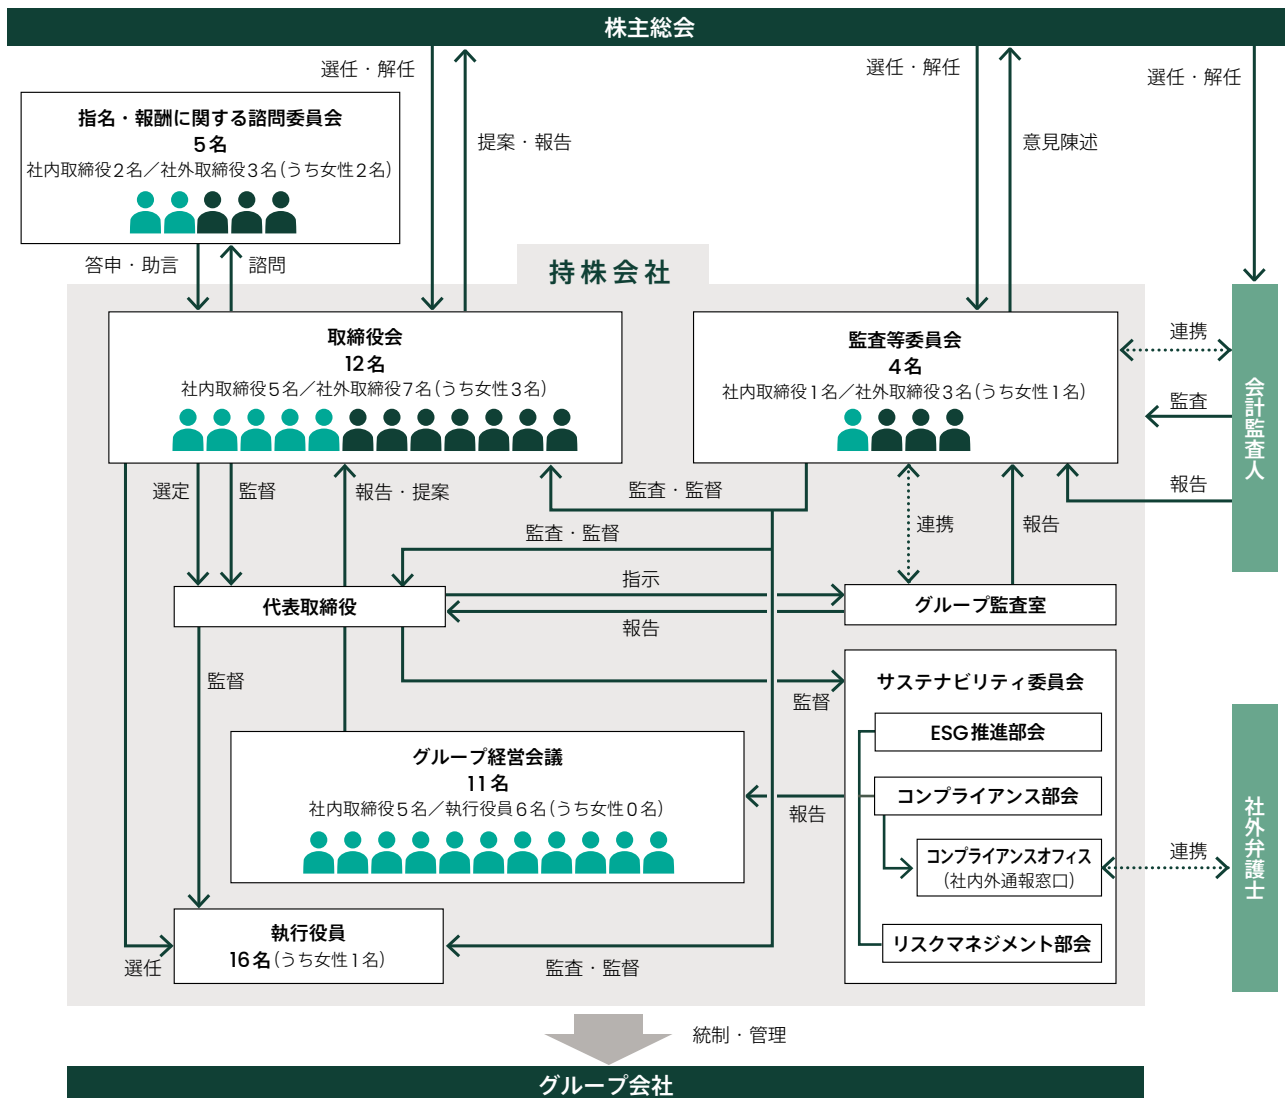 株主総会
選任・解任
選任・解任
選任・解任
指名・報酬に関する諮問委員会
5名
社内取締役2名／社外取締役3名(うち女性2名)
提案・報告
意見陳述
答申・助言
諮問
持株会社
取締役会
12名
社内取締役5名／社外取締役7名(うち女性3名)
監査等委員会
4名
社内取締役1名／社外取締役3名(うち女性1名)
連携
監査
報告
会計監査人
選定
監督
報告・提案
監査・監督
監査・監督
連携
報告
代表取締役
指示
報告
グループ監査室
監督
監督
サステナビリティ委員会
ESG推進部会
コンプライアンス部会
コンプライアンスオフィス
(社内外通報窓口)
リスクマネジメント部会
連携
社外弁護士
グループ経営会議
11名
社内取締役5名／執行役員6名(うち女性0名)
報告
執行役員
16名(うち女性1名)
選任
監査・監督
統制・管理
グループ会社